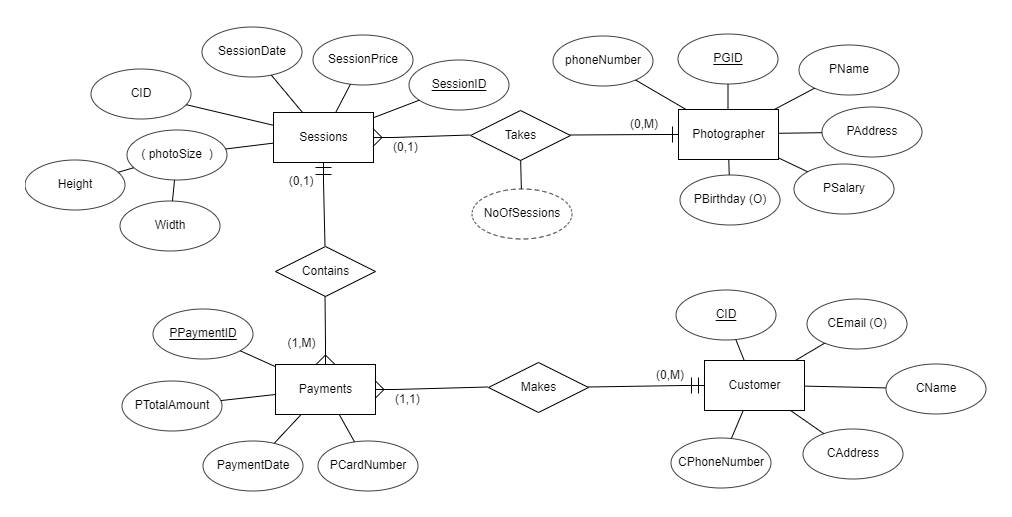 SessionDate
SessionPrice
CID
SessionID
phoneNumber
PGID
PName
Sessions
(0,1)
Takes
(0,M)
Photographer
PAddress
( photoSize )
Height
Width
(0,1)
NoOfSessions
PBirthday (O)
PSalary
Contains
PPaymentID
(1,M)
CID
CEmail (O)
PTotalAmount
Payments
(1,1)
Makes
(0,M)
Customer
CName
PaymentDate
PCardNumber
CPhoneNumber
CAddress